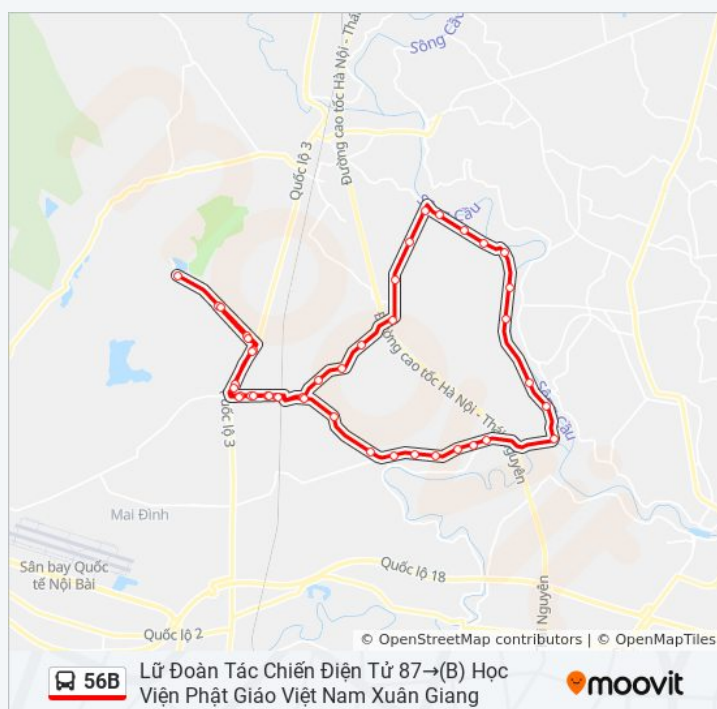 Sông Cầu
Đường cao tốc Hà Nội - Thái
Quốc lộ 3
Cầu
Đường cao tốc Hà Nội - Thái Nguyên
Sông Cầu
Quốc lộ 3
Mai Đình
Sân bay Quốc
tế Nội Bài
Quốc lộ 18
Quốc lộ 2
Nguyên
© OpenStreetMap contributors | © OpenMapTiles
56B
Lữ Đoàn Tác Chiến Điện Tử 87→(B) Học
Viện Phật Giáo Việt Nam Xuân Giang
moovit